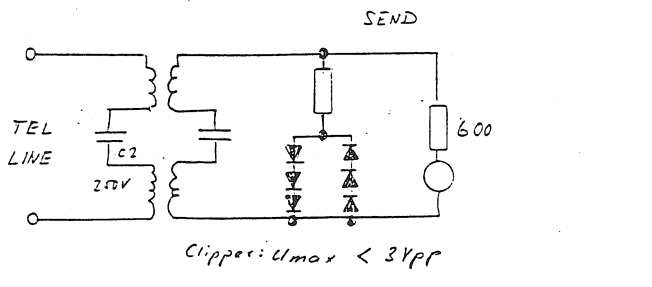 SEND
TEL
LINE
C2
250V
600
Clipper: Umax < 3Vpp